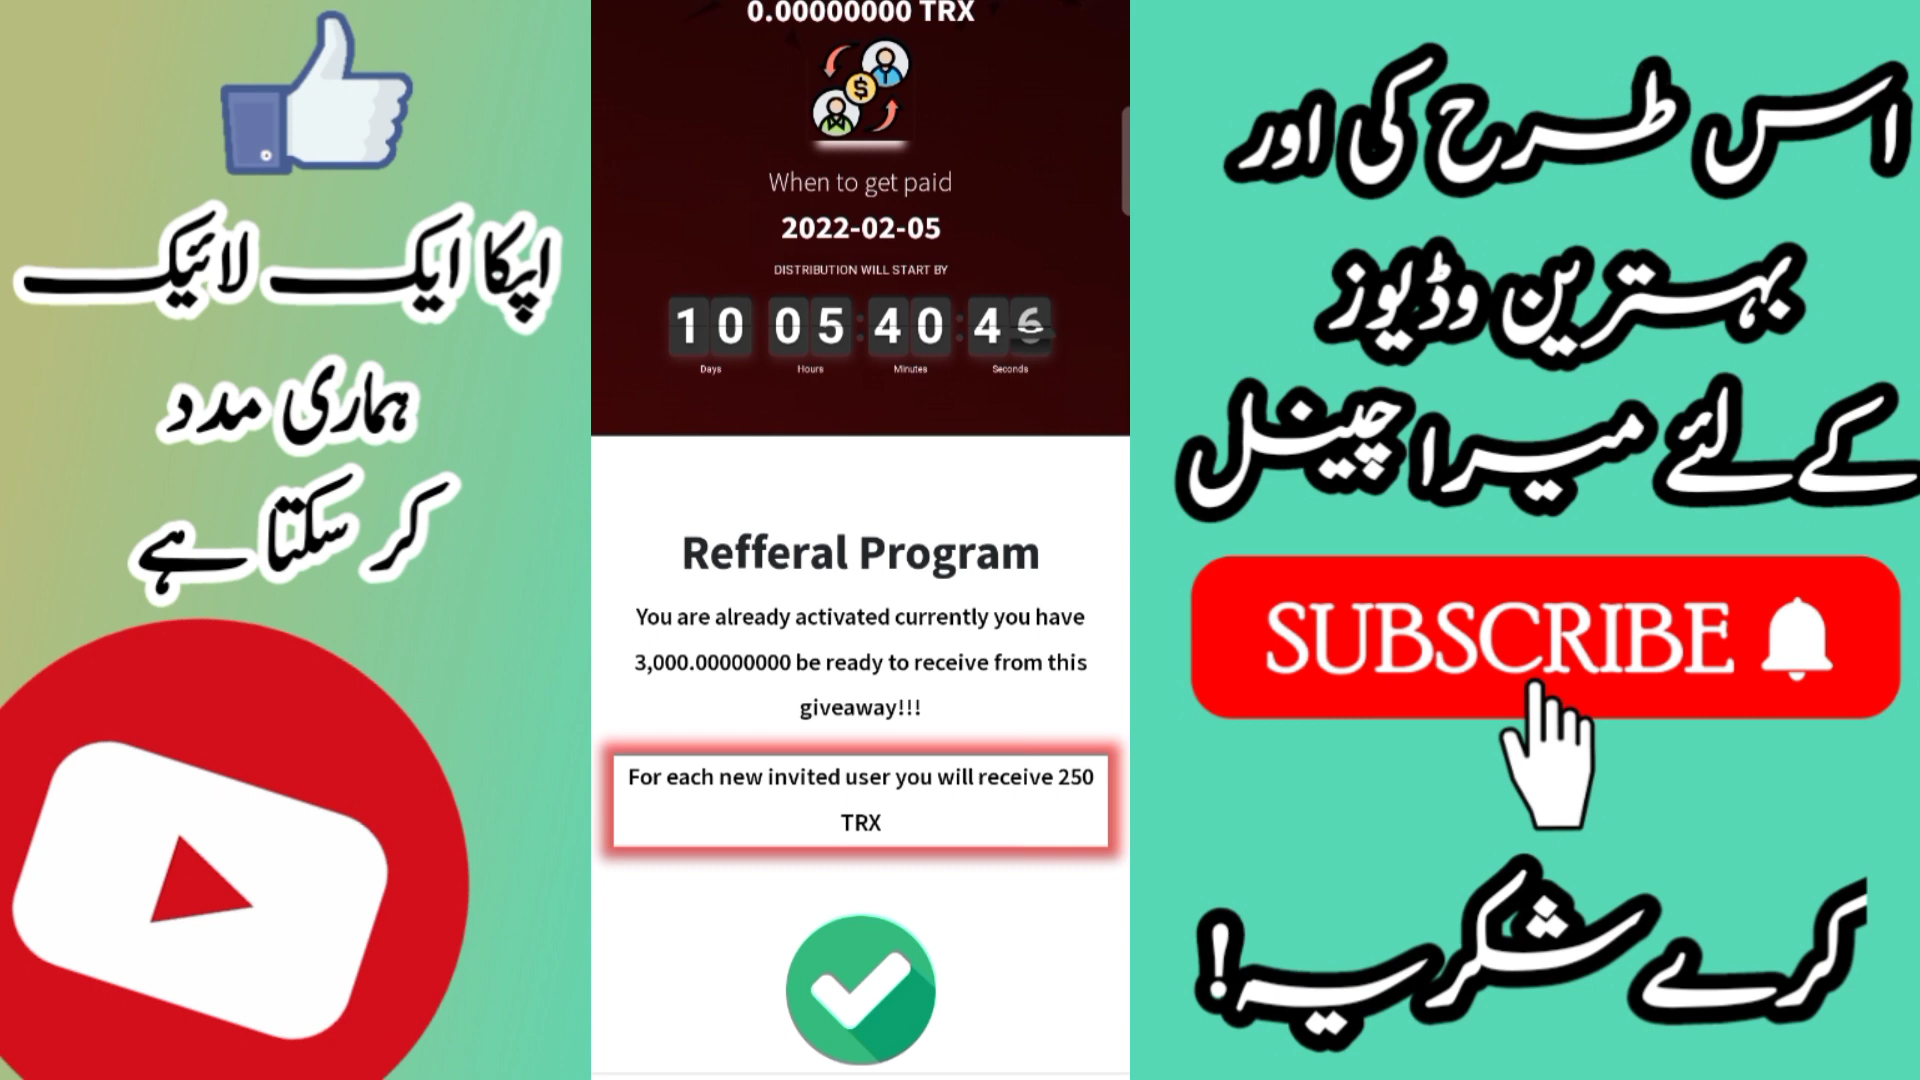 اپکا ایک لائیک
ہماری مدد
کر سکتا ہے
0.00000000 TRX
When to get paid
2022-02-05
DISTRIBUTION WILL START BY
10 05 : 40 : 46
Days Hours Minutes Seconds
Refferal Program
You are already activated currently you have
3,000.00000000 be ready to receive from this
giveaway!!!
For each new invited user you will receive 250
TRX
اس طرح کی اور
بہترین وڈیوز
کے لئے میرا چینل
SUBSCRIBE
کرے شکریہ!